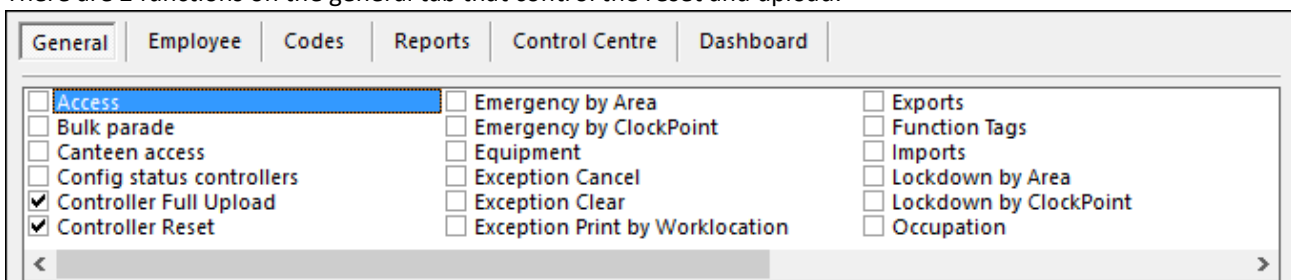 There are 2 functions on the general tab that control the reset and upload.
General Employee Codes Reports Control Centre Dashboard
Access Emergency by Area Exports
Bulk parade Emergency by ClockPoint Function Tags
Canteen access Equipment Imports
Config status controllers Exception Cancel Lockdown by Area
Controller Full Upload Exception Clear Lockdown by ClockPoint
Controller Reset Exception Print by Worklocation Occupation